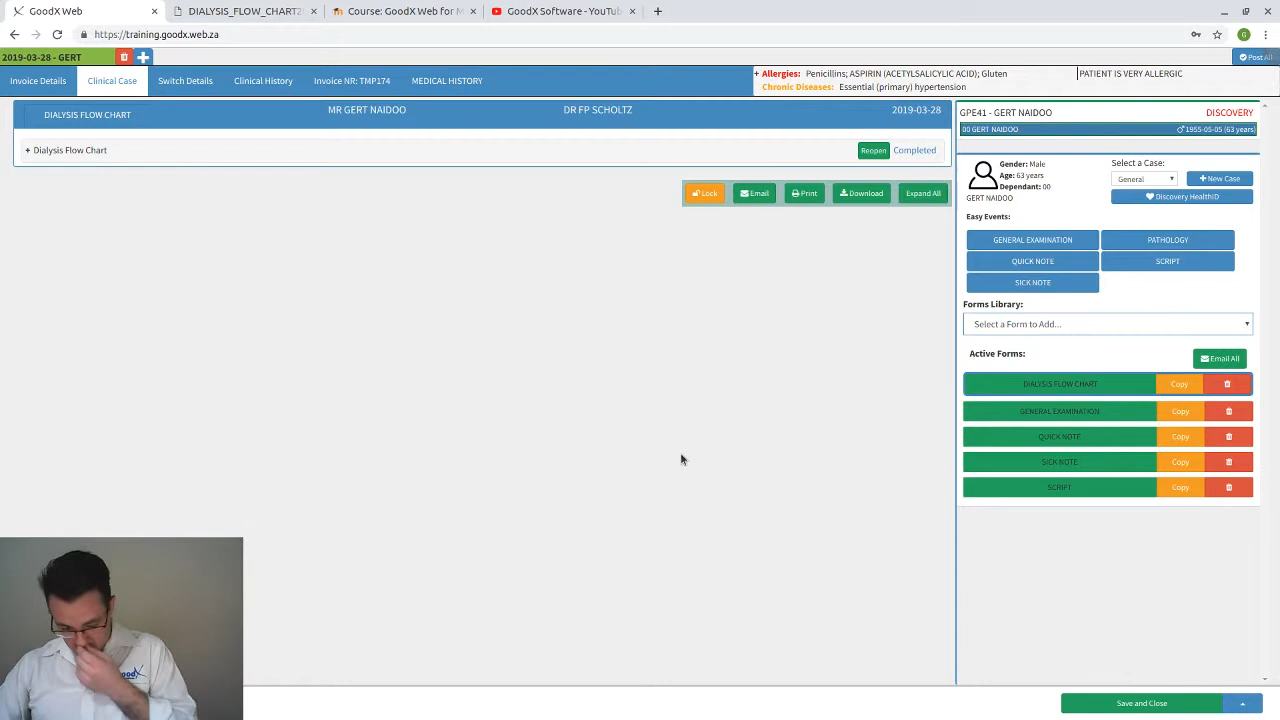 GoodX Web
DIALYSIS_FLOW_CHART2
Course: GoodX Web for M
GoodX Software - YouTub
https://training.goodx.web.za
G
2019-03-28 - GERT
Post All
Invoice Details
Clinical Case
Switch Details
Clinical History
Invoice NR: TMP174
MEDICAL HISTORY
+ Allergies: Penicillins; ASPIRIN (ACETYLSALICYLIC ACID); Gluten
PATIENT IS VERY ALLERGIC
Chronic Diseases: Essential (primary) hypertension
DIALYSIS FLOW CHART
MR GERT NAIDOO
DR FP SCHOLTZ
2019-03-28
+ Dialysis Flow Chart
Reopen
Completed
Lock
Email
Print
Download
Expand All
GPE41 - GERT NAIDOO
DISCOVERY
00 GERT NAIDOO
1955-05-05 (63 years)
Gender: Male
Age: 63 years
Dependant: 00
GERT NAIDOO
Select a Case:
General
+ New Case
Discovery HealthID
Easy Events:
GENERAL EXAMINATION
PATHOLOGY
QUICK NOTE
SCRIPT
SICK NOTE
Forms Library:
Select a Form to Add...
Active Forms:
Email All
DIALYSIS FLOW CHART
Copy
GENERAL EXAMINATION
Copy
QUICK NOTE
Copy
SICK NOTE
Copy
SCRIPT
Copy
Save and Close